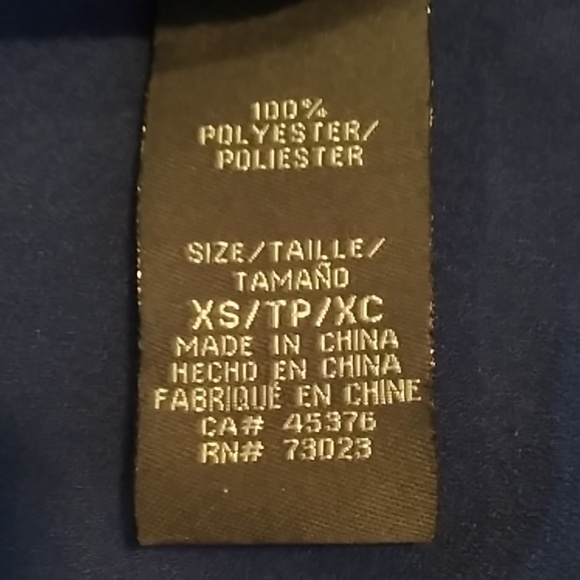 100%
POLYESTER/
POLIESTER
SIZE/TAILLE/
TAMAÑO
XS/TP/XC
MADE IN CHINA
HECHO EN CHINA
FABRIQUÉ EN CHINE
CA# 45376
RN# 73023